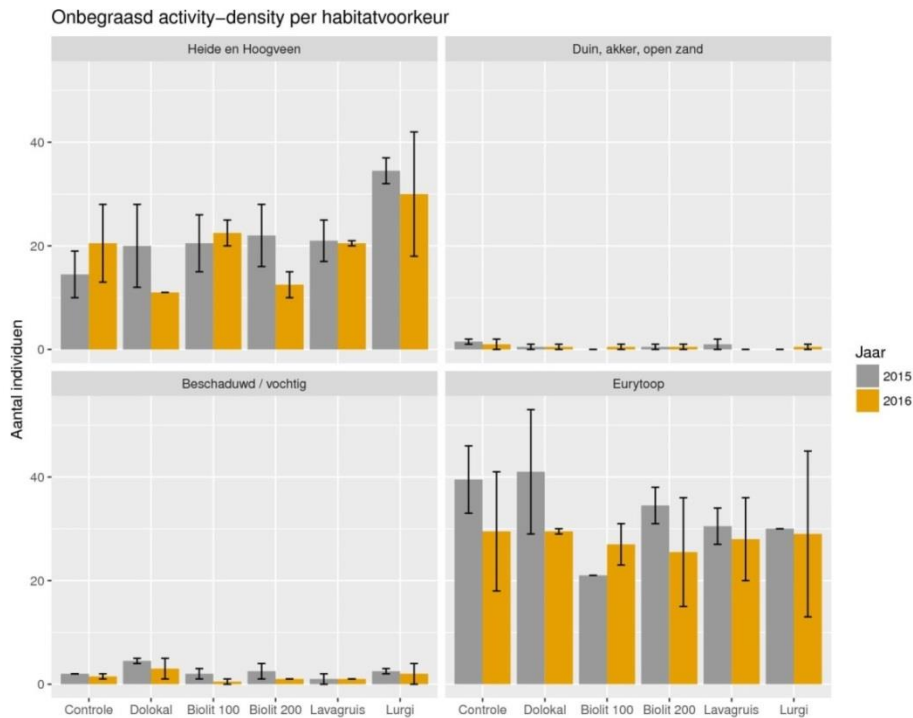 Onbegraasd activity-density per habitatvoorkeur
Heide en Hoogveen
Duin, akker, open zand
40
20
0
Beschaduwd / vochtig
Eurytoop
40
20
0
Aantal individuen
Controle Dolokal Biolit 100 Biolit 200 Lavagruis Lurgi
Controle Dolokal Biolit 100 Biolit 200 Lavagruis Lurgi
Jaar
2015
2016